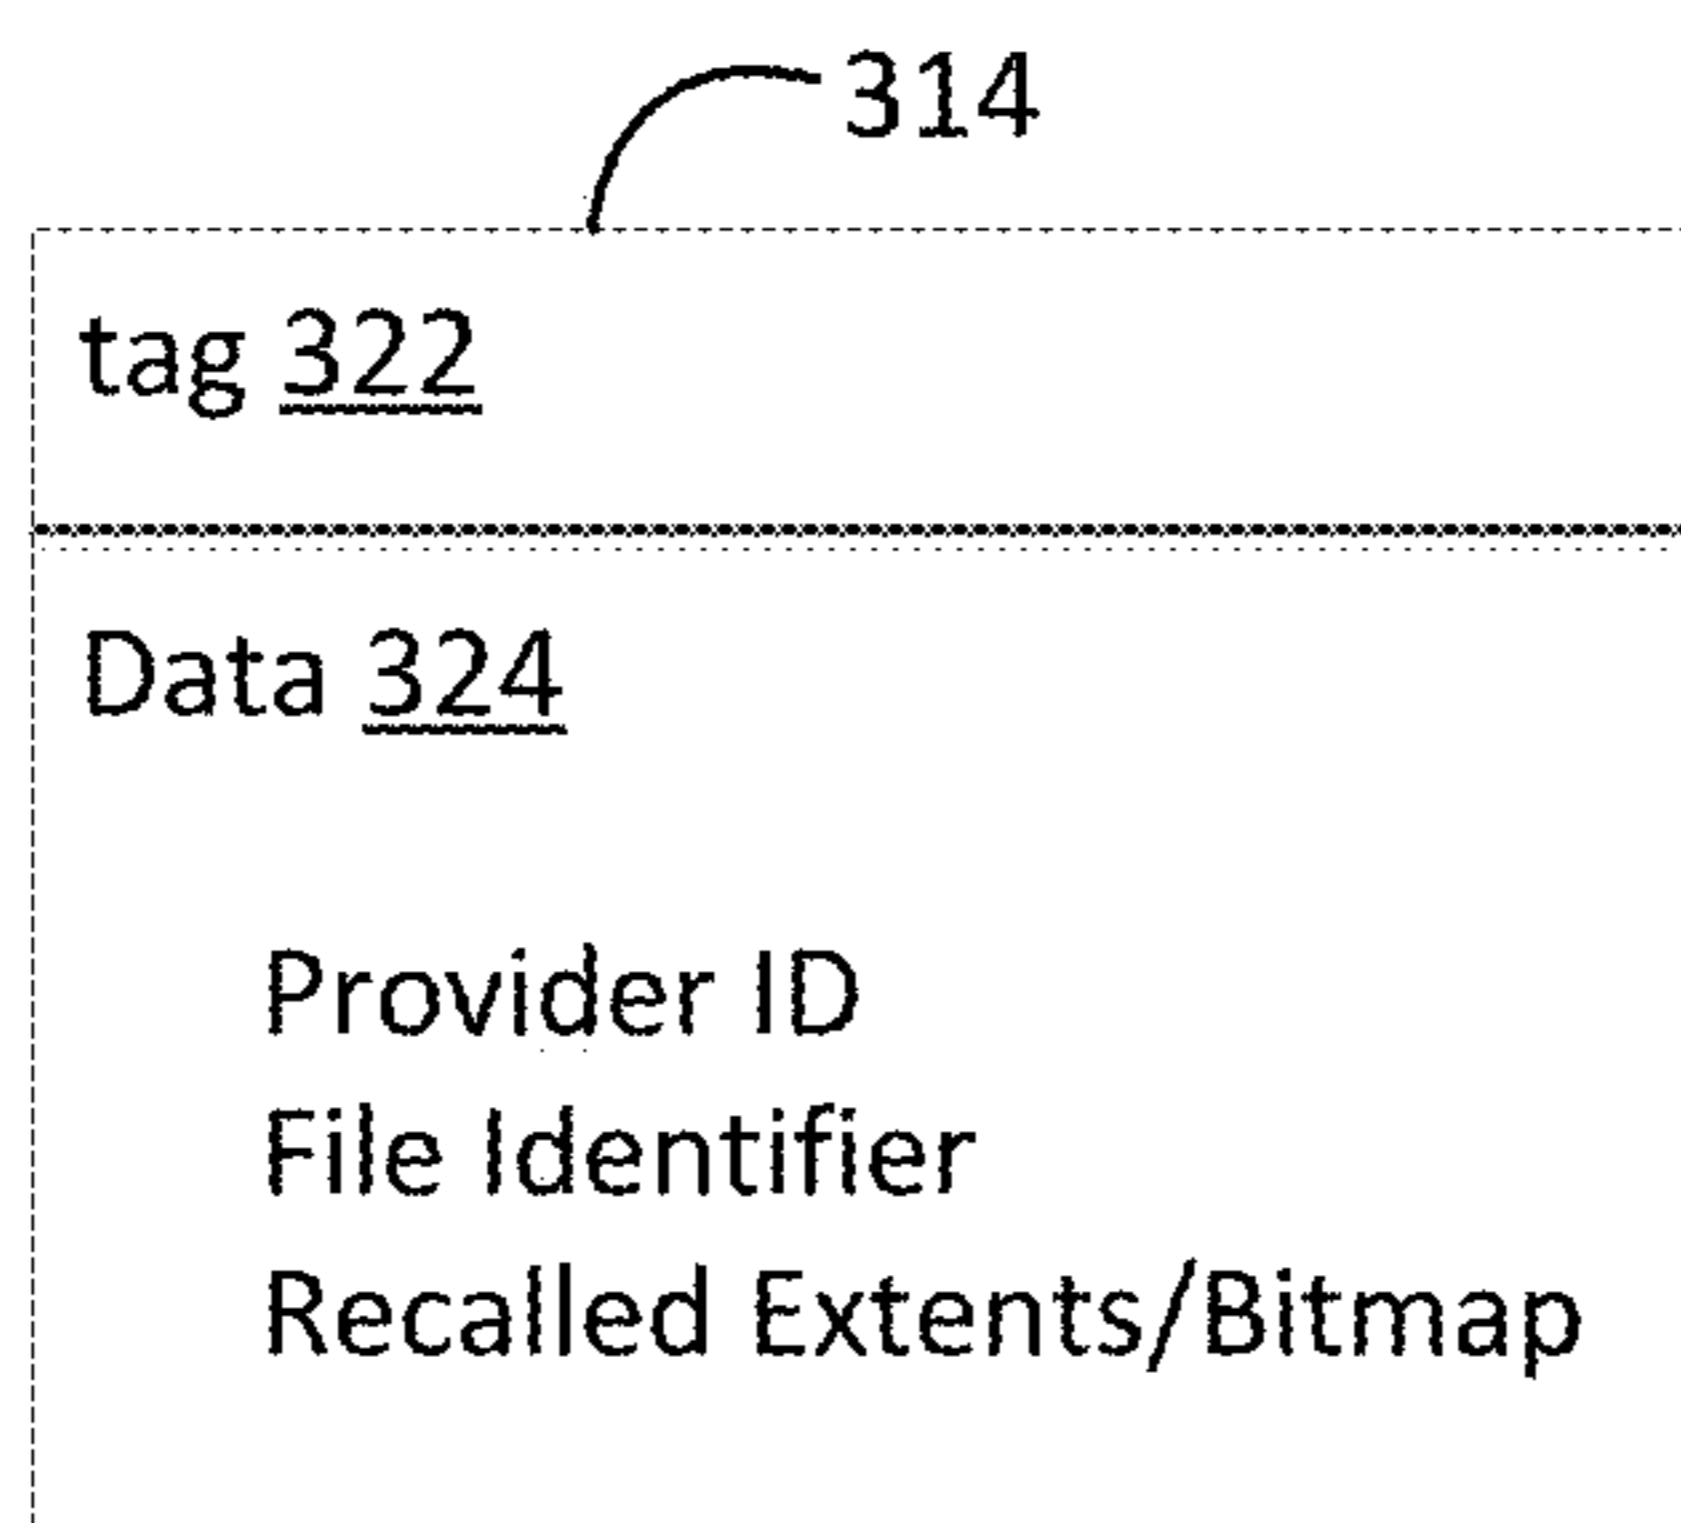 314
tag 322
Data 324
Provider ID
File Identifier
Recalled Extents/Bitmap